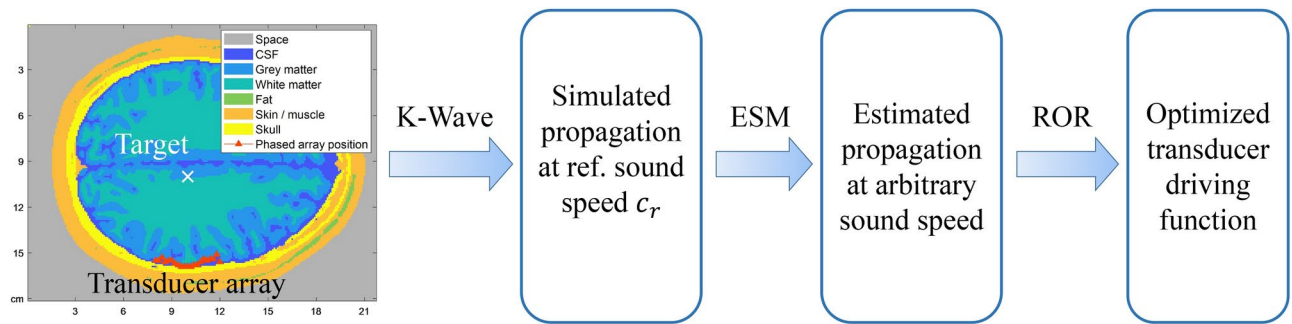 Space
CSF
Grey matter
White matter
Fat
Skin / muscle
Skull
Phased array position
Target
Transducer array
3
6
9
12
15
cm
3 6 9 12 15 18 21
K-Wave
Simulated
propagation
at ref. sound
speed cᵣ
ESM
Estimated
propagation
at arbitrary
sound speed
ROR
Optimized
transducer
driving
function